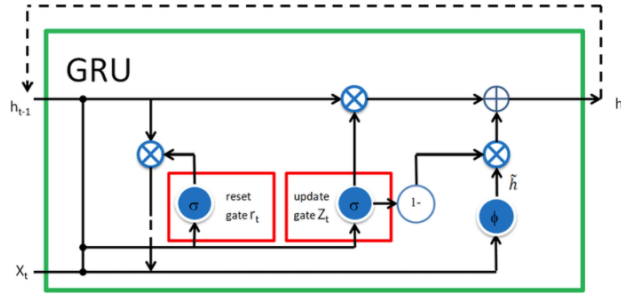 GRU
h_{t-1}
h
σ
reset
gate r_t
update
gate Z_t
σ
1-
h̃
ϕ
X_t